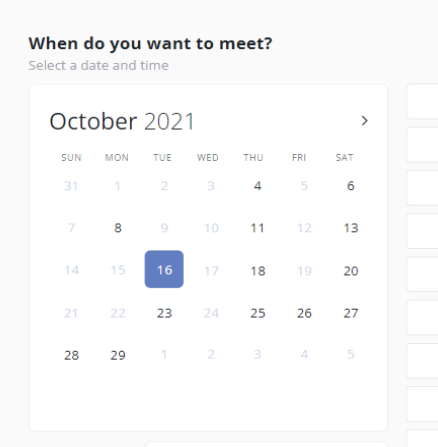 When do you want to meet?
Select a date and time
October 2021
SUN MON TUE WED THU FRI SAT
31 1 2 3 4 5 6
7 8 9 10 11 12 13
14 15 16 17 18 19 20
21 22 23 24 25 26 27
28 29 1 2 3 4 5